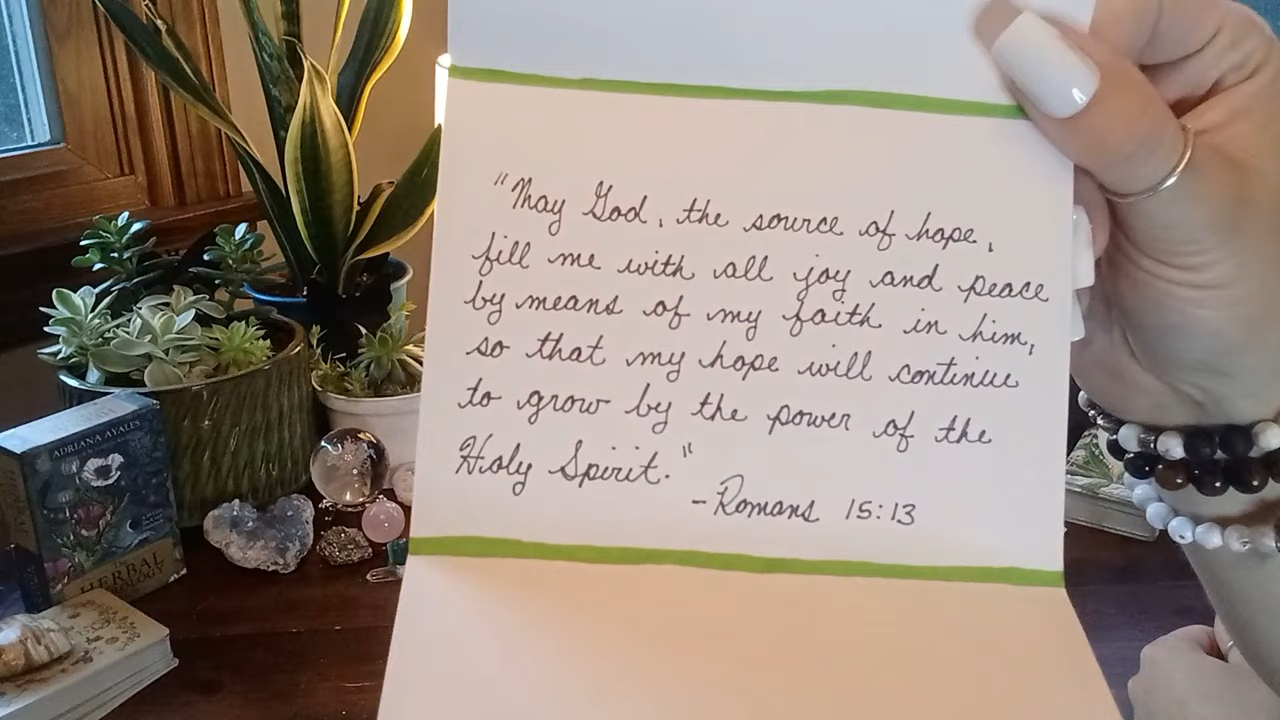 "May God, the source of hope,
fill me with all joy and peace
by means of my faith in him,
so that my hope will continue
to grow by the power of the
Holy Spirit."
-Romans 15:13
ADRIANA AYALES
HERBAL